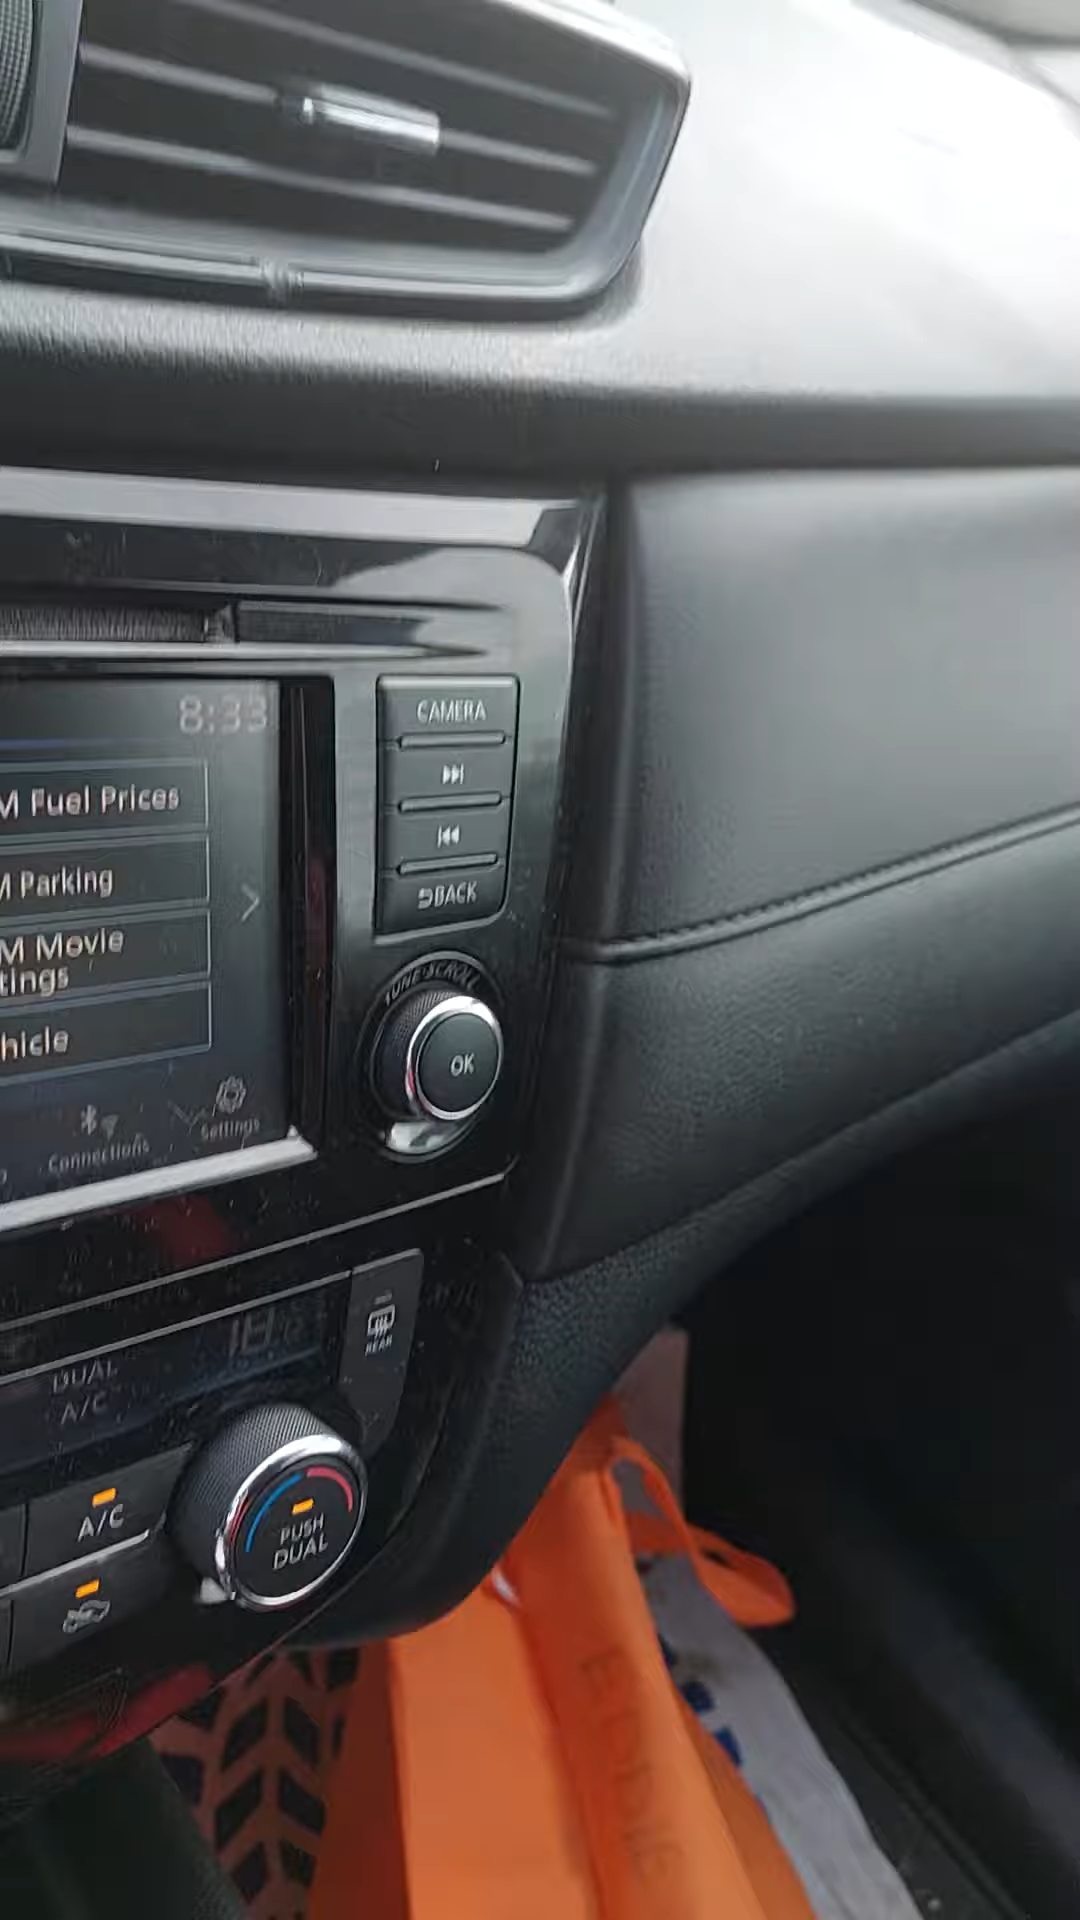 8:33
M Fuel Prices
M Parking
M Movie
tings
hicle
Connections
Settings
CAMERA
BACK
TUNE·SCROLL
OK
REAR
DUAL
A/C
A/C
PUSH
DUAL